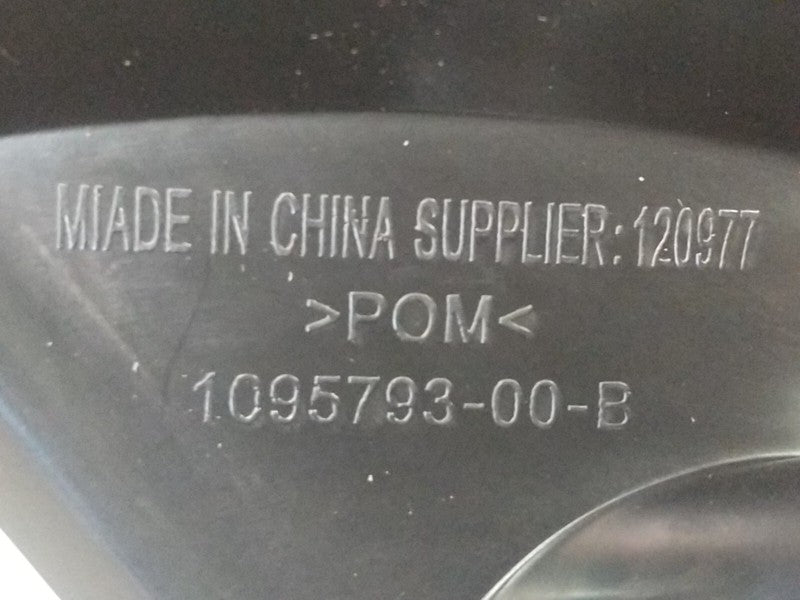 MIADE IN CHINA SUPPLIER:120977
>POM<
1095793-00-B